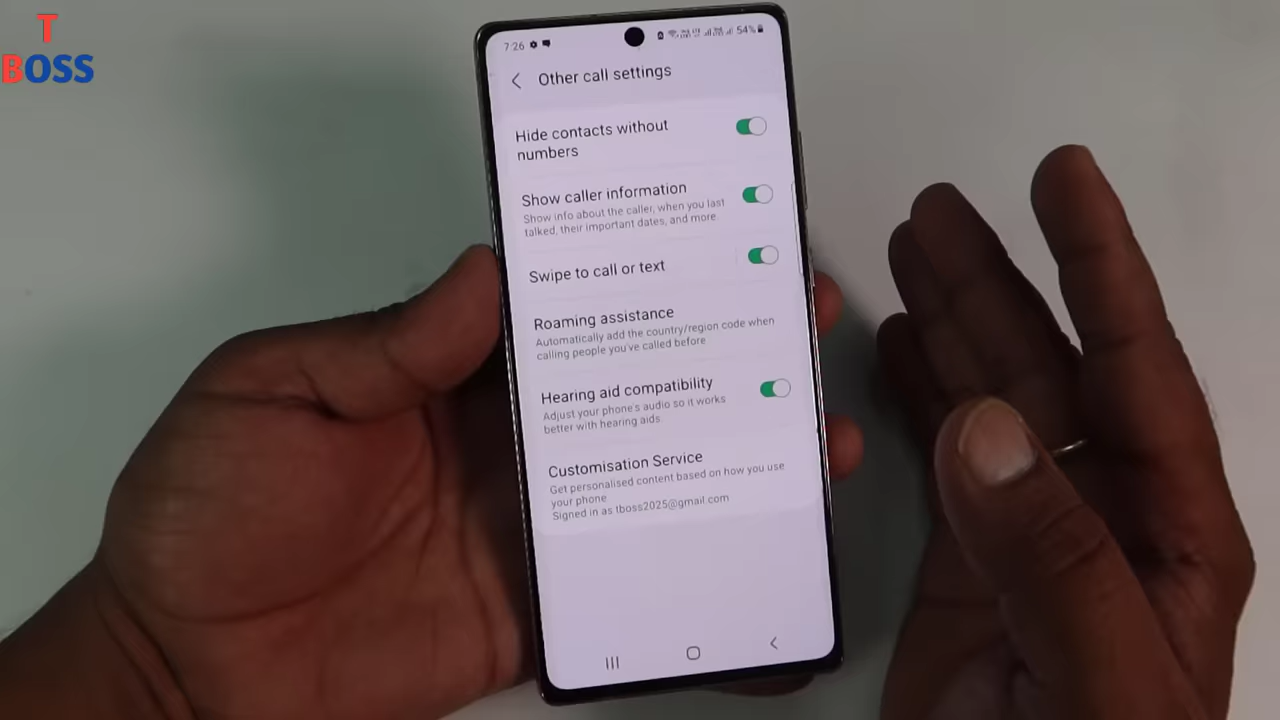 T
BOSS
7:26
54%
Other call settings
Hide contacts without
numbers
Show caller information
Show info about the caller, when you last
talked, their important dates, and more.
Swipe to call or text
Roaming assistance
Automatically add the country/region code when
calling people you've called before
Hearing aid compatibility
Adjust your phone's audio so it works
better with hearing aids.
Customisation Service
Get personalised content based on how you use
your phone
Signed in as tboss2025@gmail.com